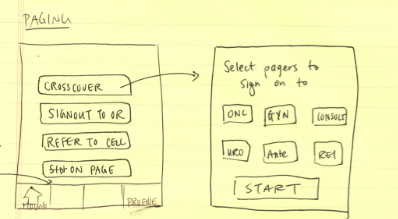 PAGING
CROSSCOVER
SIGNOUT TO OR
REFER TO CELL
ON PAGE
PROFILE
Select pagers to
sign on to
ONC GYN CONSULT
URO Ante REI
START